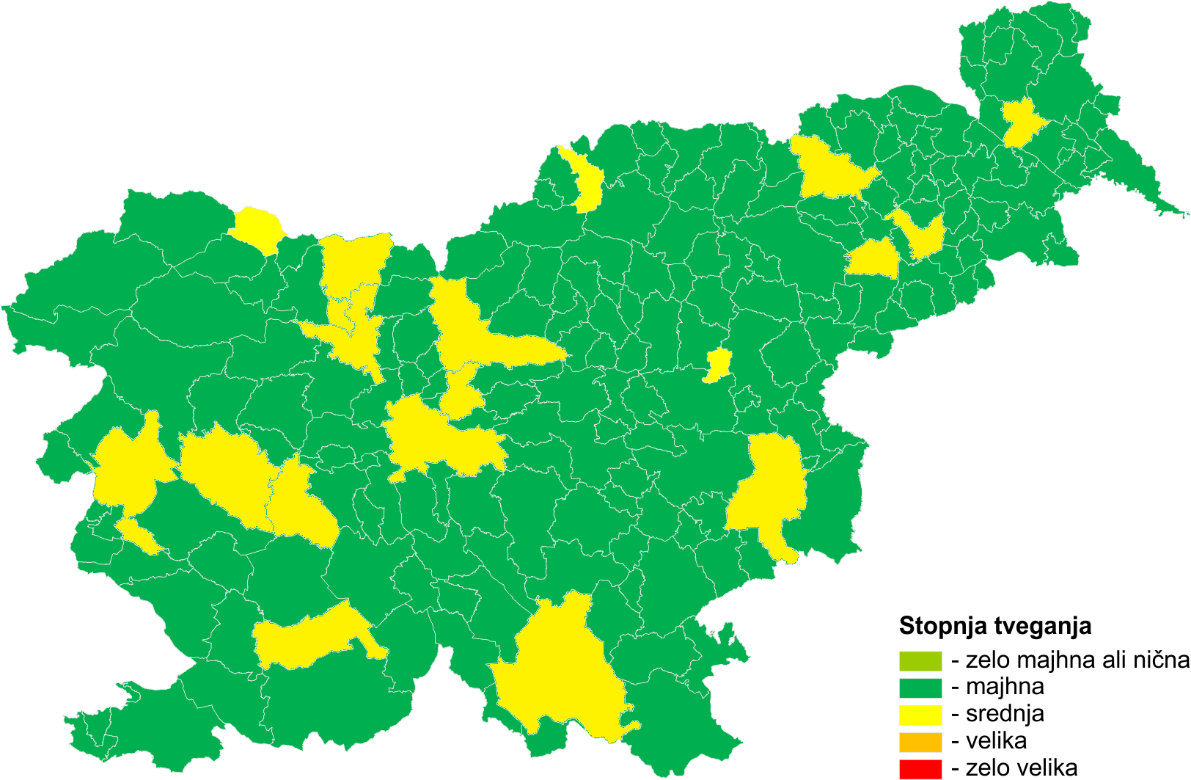 Stopnja tveganja
- zelo majhna ali nična
- majhna
- srednja
- velika
- zelo velika